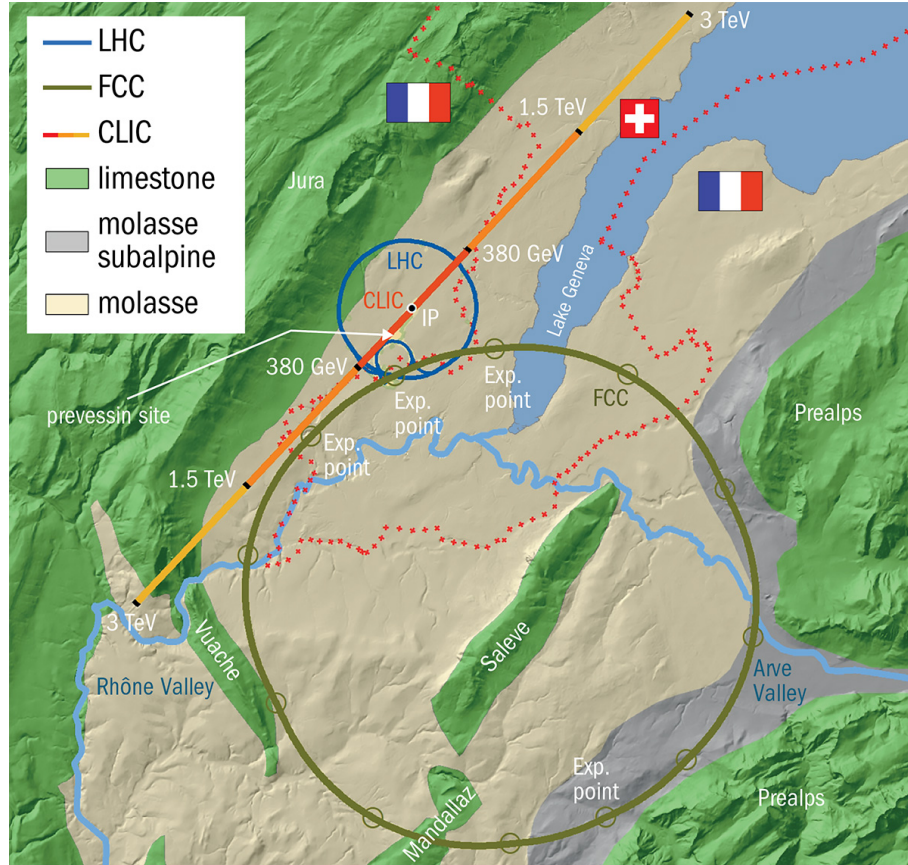 LHC
FCC
CLIC
limestone
molasse
subalpine
molasse
3 TeV
1.5 TeV
Jura
380 GeV
LHC
CLIC
IP
Lake Geneva
380 GeV
prevessin site
Exp.
point
Exp.
point
Exp.
point
FCC
Prealps
1.5 TeV
3 TeV
Vuache
Saleve
Rhône Valley
Arve
Valley
Exp.
point
Mandallaz
Prealps